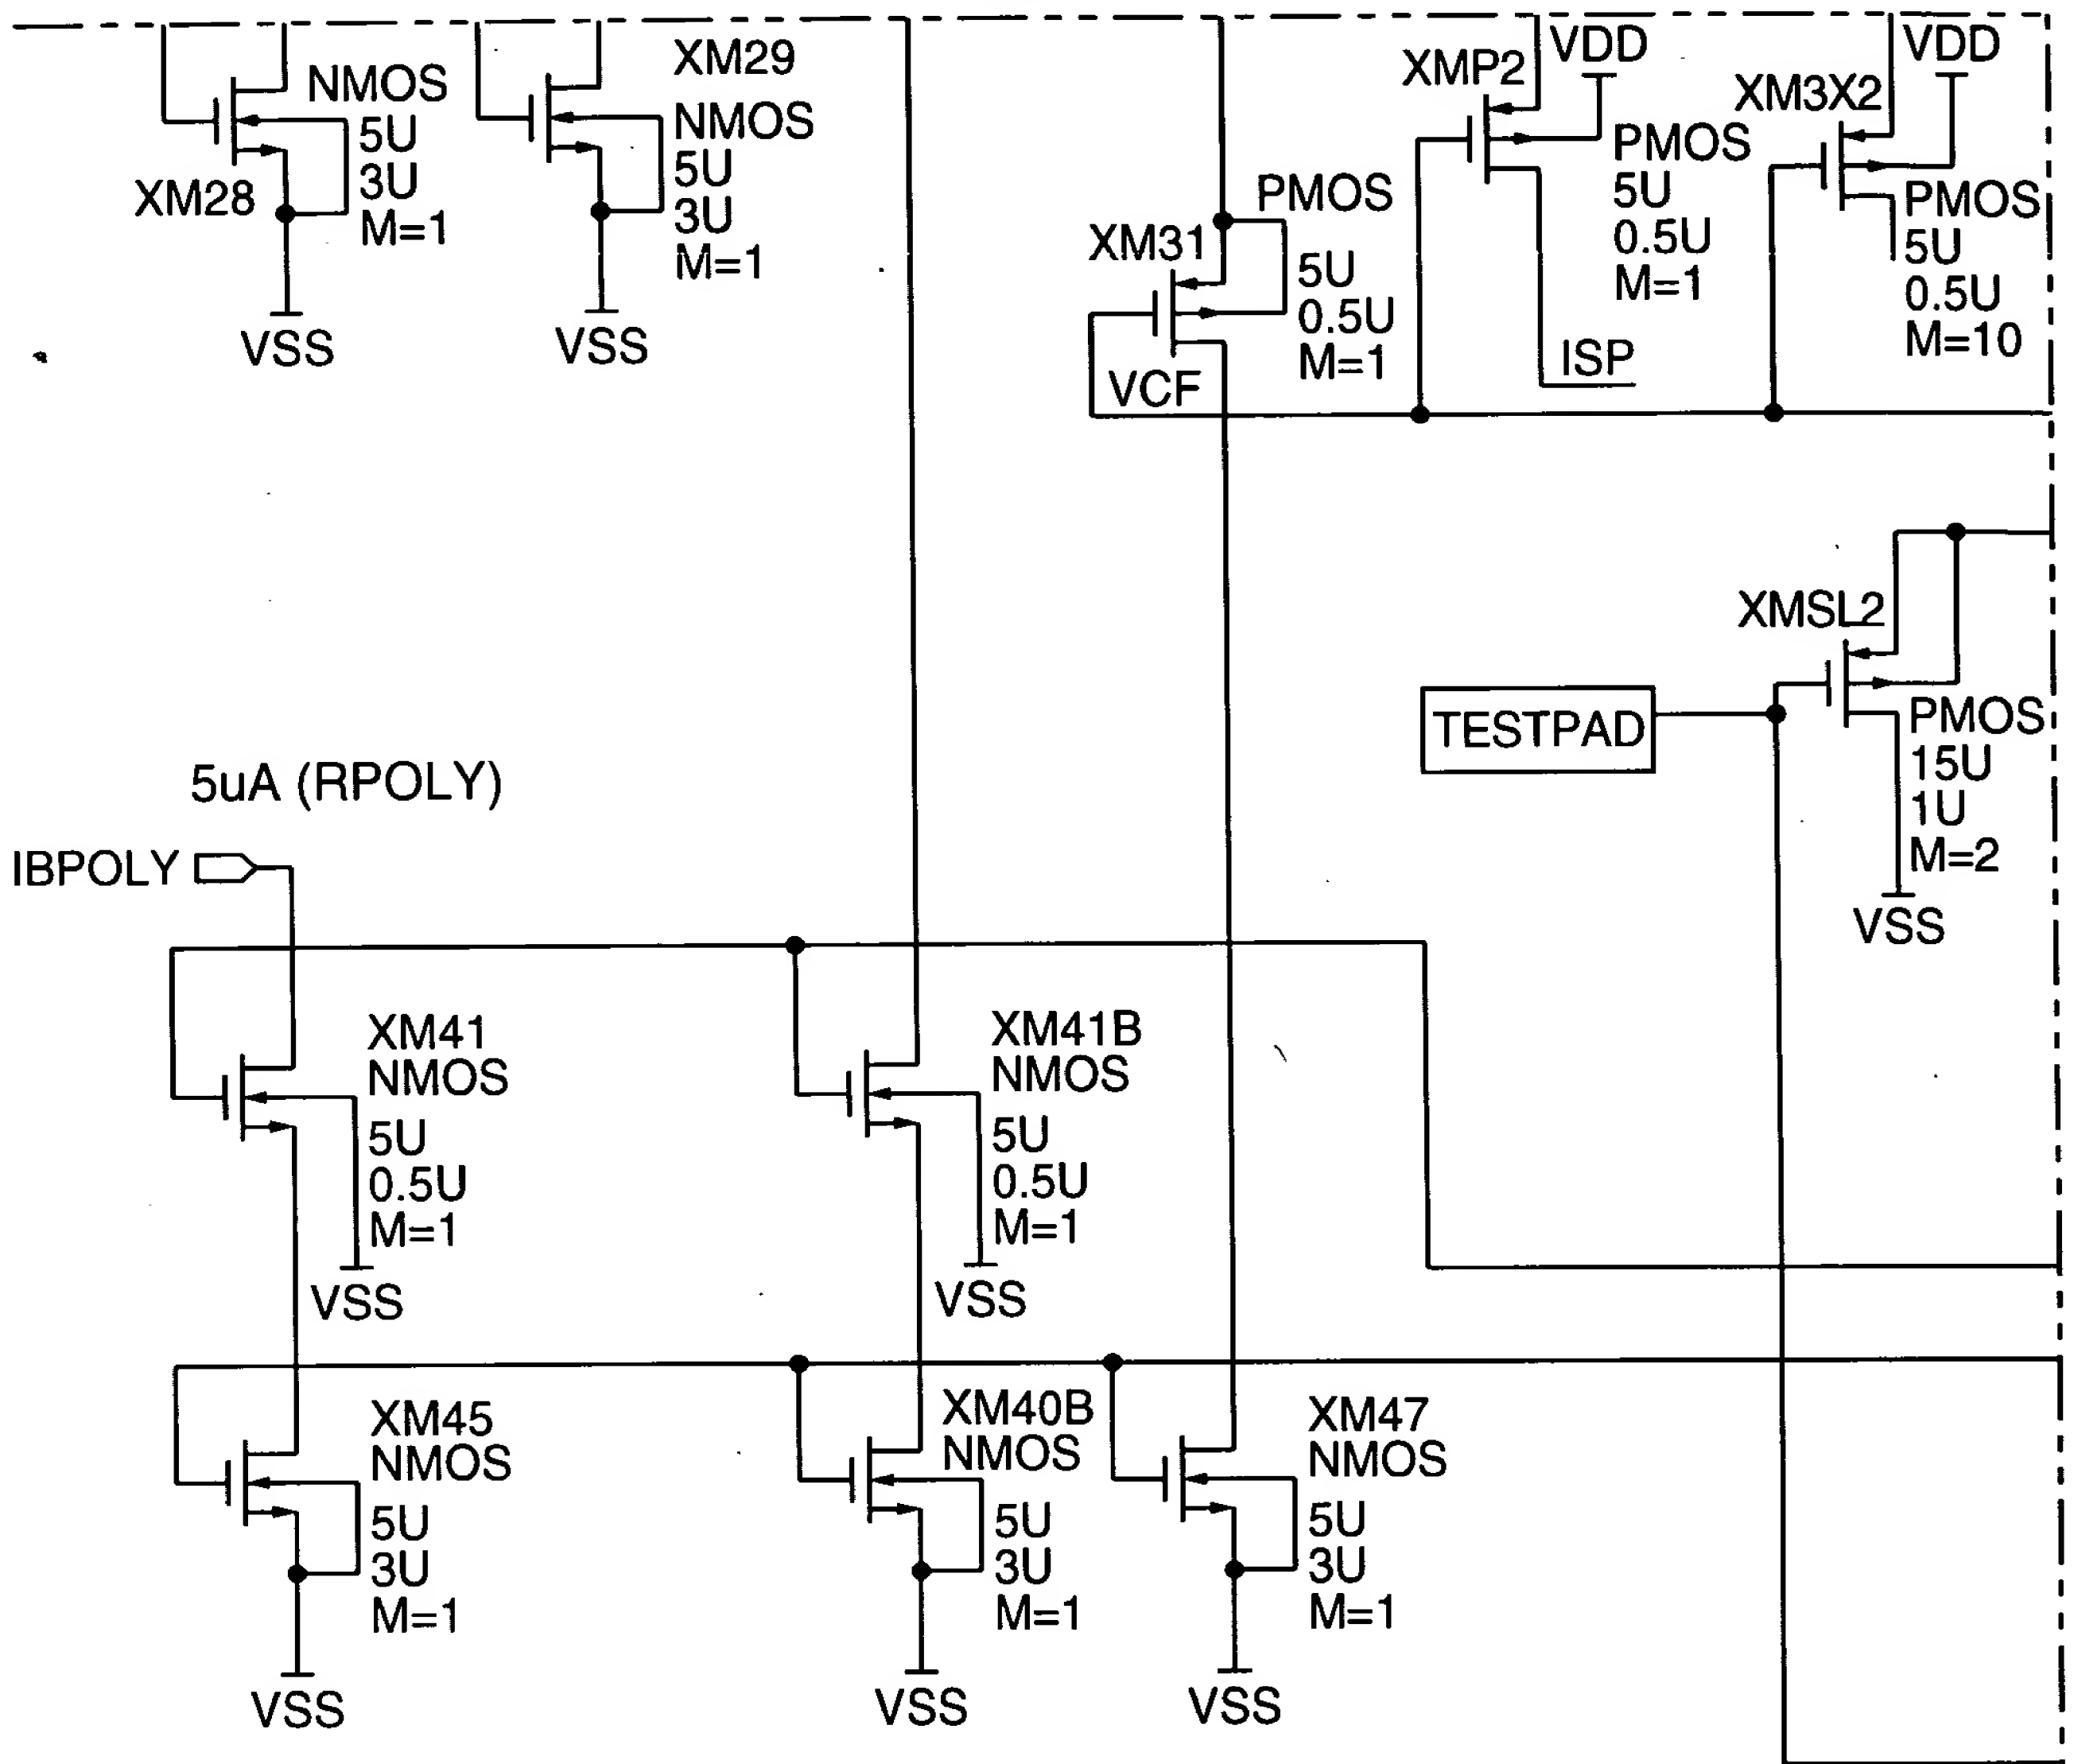 NMOS
5U
3U
M=1
XM28
VSS
XM29
NMOS
5U
3U
M=1
VSS
PMOS
XM31
5U
0.5U
M=1
VCF
XMP2
VDD
PMOS
5U
0.5U
M=1
ISP
VDD
XM3X2
PMOS
5U
0.5U
M=10
XMSL2
TESTPAD
PMOS
15U
1U
M=2
VSS
5uA (RPOLY)
IBPOLY
XM41
NMOS
5U
0.5U
M=1
VSS
XM41B
NMOS
5U
0.5U
M=1
VSS
XM45
NMOS
5U
3U
M=1
VSS
XM40B
NMOS
5U
3U
M=1
VSS
XM47
NMOS
5U
3U
M=1
VSS